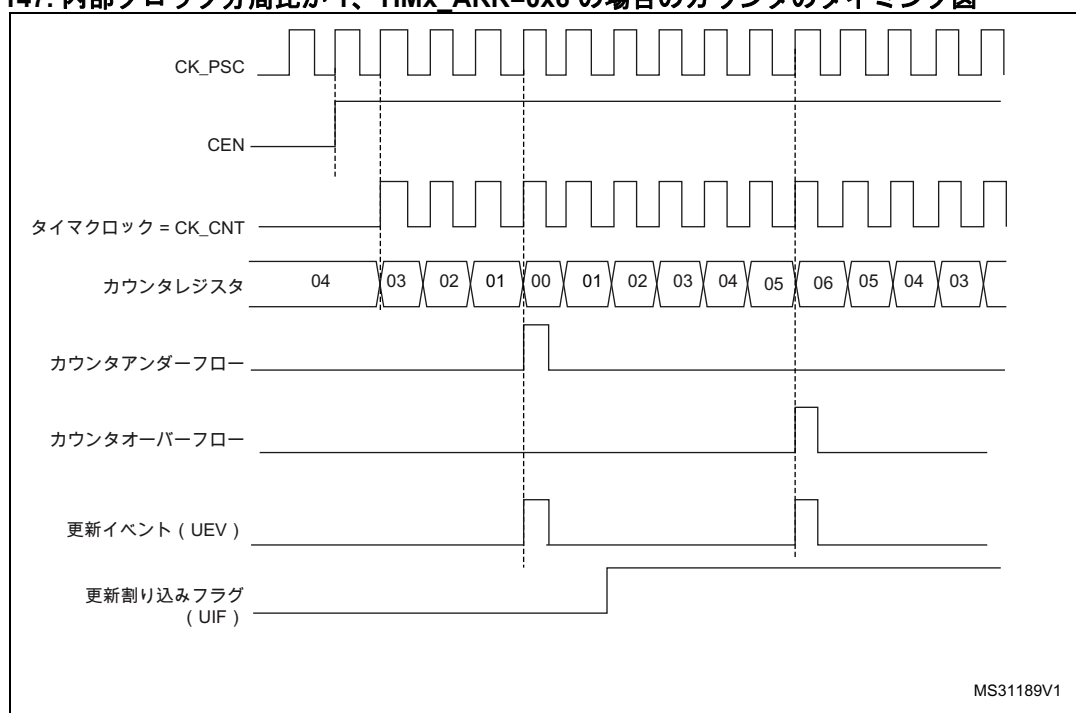 147. 内部クロック分周比が 1、TIMx_ARR=0x6 の場合のカウンタのタイミング図
CK_PSC
CEN
タイマクロック = CK_CNT
カウンタレジスタ 04 03 02 01 00 01 02 03 04 05 06 05 04 03
カウンタアンダーフロー
カウンタオーバーフロー
更新イベント ( UEV )
更新割り込みフラグ
( UIF )
MS31189V1